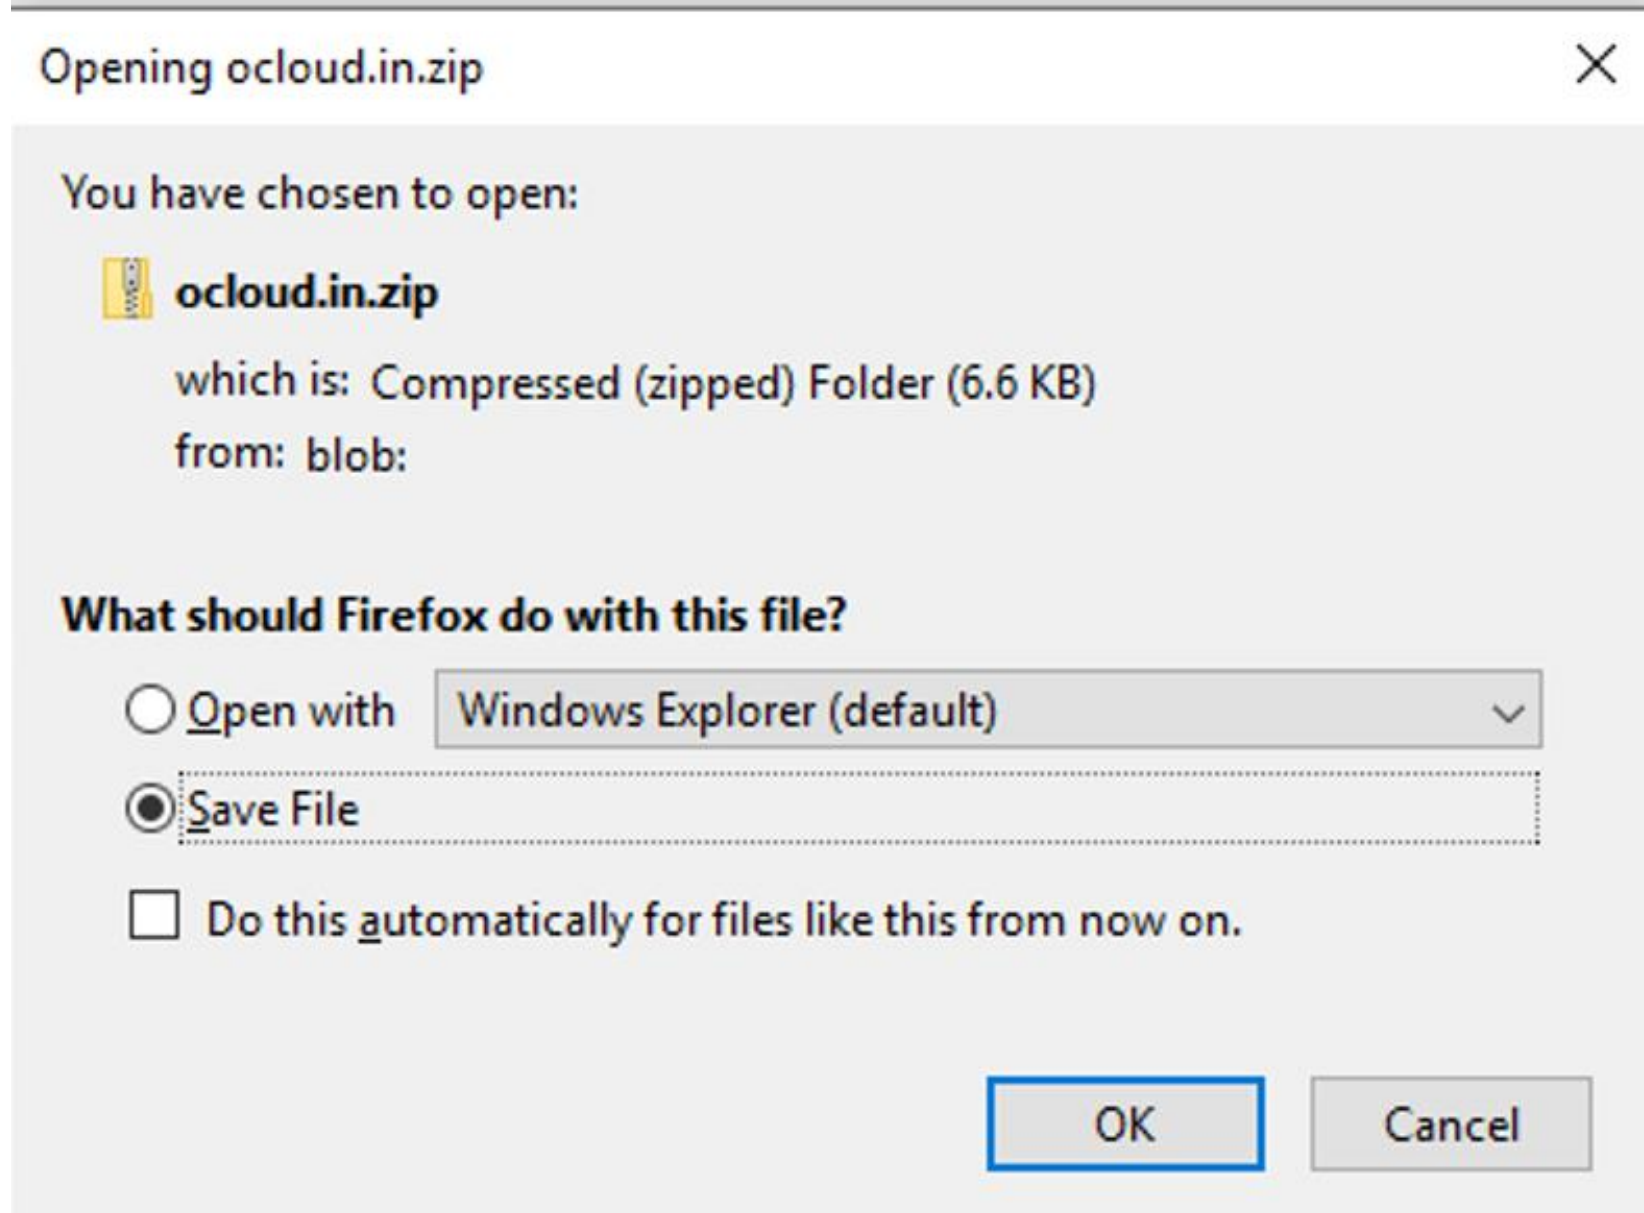 Opening ocloud.in.zip
You have chosen to open:
ocloud.in.zip
which is: Compressed (zipped) Folder (6.6 KB)
from: blob:
What should Firefox do with this file?
Open with Windows Explorer (default)
Save File
Do this automatically for files like this from now on.
OK Cancel